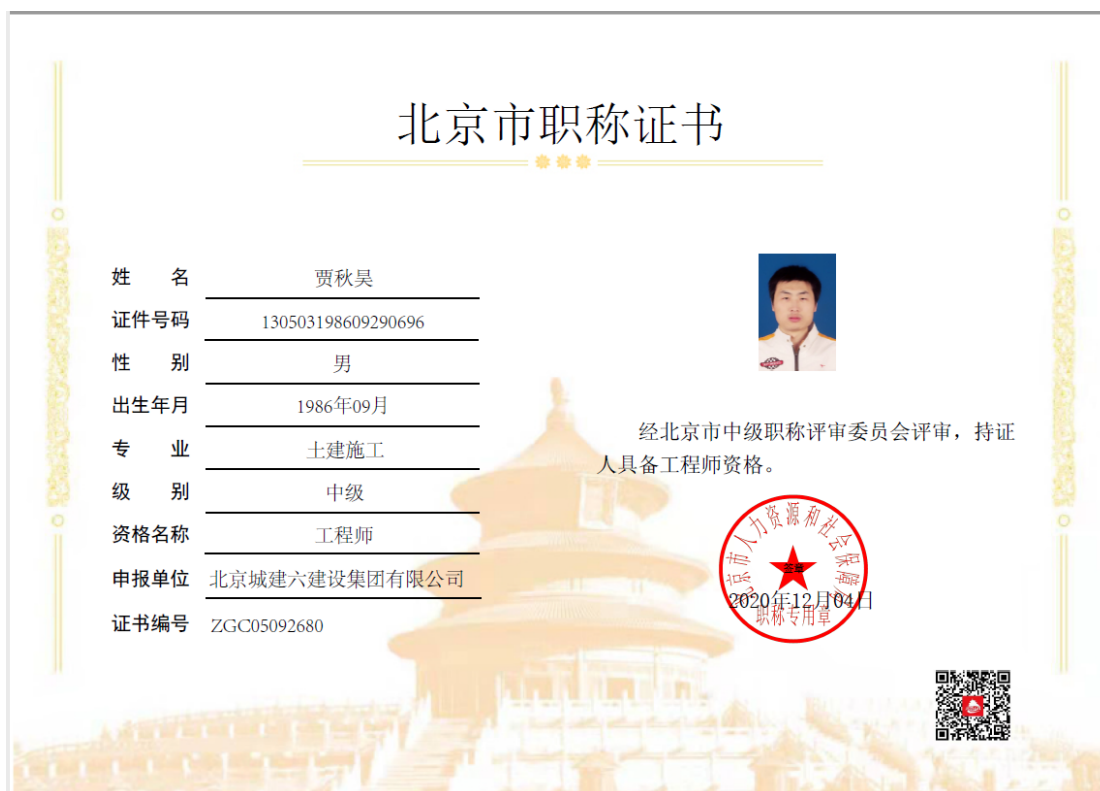 北京市职称证书
姓 名 贾秋昊
证件号码 130503198609290696
性 别 男
出生年月 1986年09月
专 业 土建施工
级 别 中级
资格名称 工程师
申报单位 北京城建六建设集团有限公司
证书编号 ZGC05092680
经北京市中级职称评审委员会评审，持证
人具备工程师资格。
北京市人力资源和社会保障局
签章
2020年12月04日
职称专用章